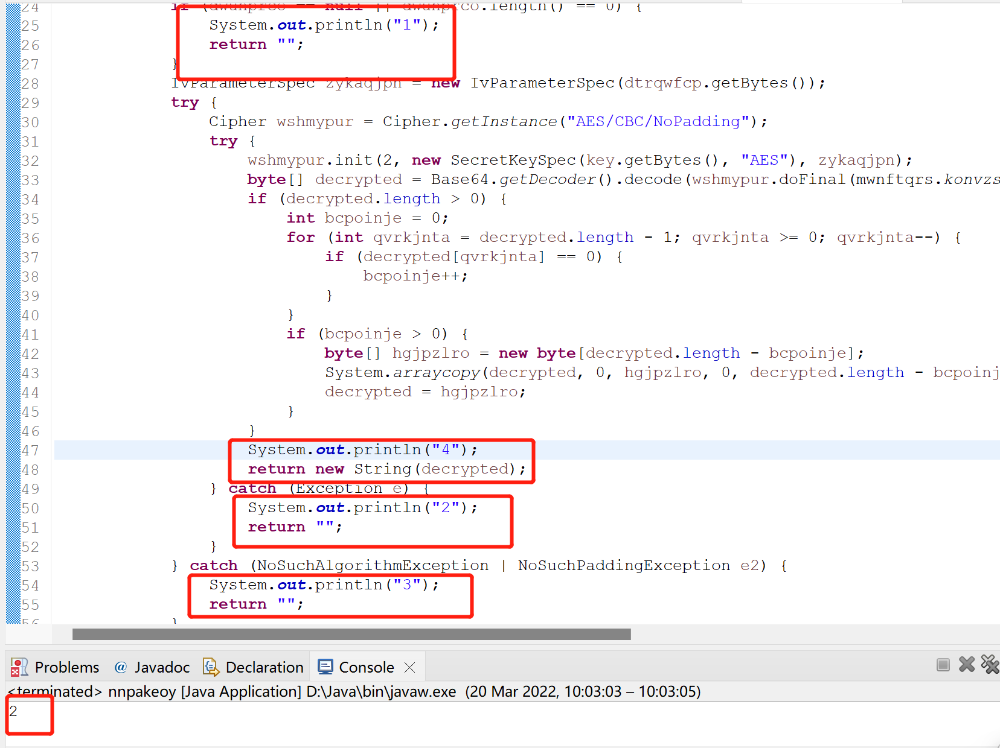 24 if (dwuhprco == null || dwuhprco.length() == 0) {
25 System.out.println("1");
26 return "";
27 }
28 IvParameterSpec zykaqjpn = new IvParameterSpec(dtrqwfcp.getBytes());
29 try {
30 Cipher wshmypur = Cipher.getInstance("AES/CBC/NoPadding");
31 try {
32 wshmypur.init(2, new SecretKeySpec(key.getBytes(), "AES"), zykaqjpn);
33 byte[] decrypted = Base64.getDecoder().decode(wshmypur.doFinal(mwnftqrs.konvzs
34 if (decrypted.length > 0) {
35 int bcpoinje = 0;
36 for (int qvrkjnta = decrypted.length - 1; qvrkjnta >= 0; qvrkjnta--) {
37 if (decrypted[qvrkjnta] == 0) {
38 bcpoinje++;
39 }
40 }
41 if (bcpoinje > 0) {
42 byte[] hgjpzlro = new byte[decrypted.length - bcpoinje];
43 System.arraycopy(decrypted, 0, hgjpzlro, 0, decrypted.length - bcpoinj
44 decrypted = hgjpzlro;
45 }
46 }
47 System.out.println("4");
48 return new String(decrypted);
49 } catch (Exception e) {
50 System.out.println("2");
51 return "";
52 }
53 } catch (NoSuchAlgorithmException | NoSuchPaddingException e2) {
54 System.out.println("3");
55 return "";
56 }
Problems @ Javadoc Declaration Console
<terminated> nnpakeoy [Java Application] D:\Java\bin\javaw.exe (20 Mar 2022, 10:03:03 – 10:03:05)
2